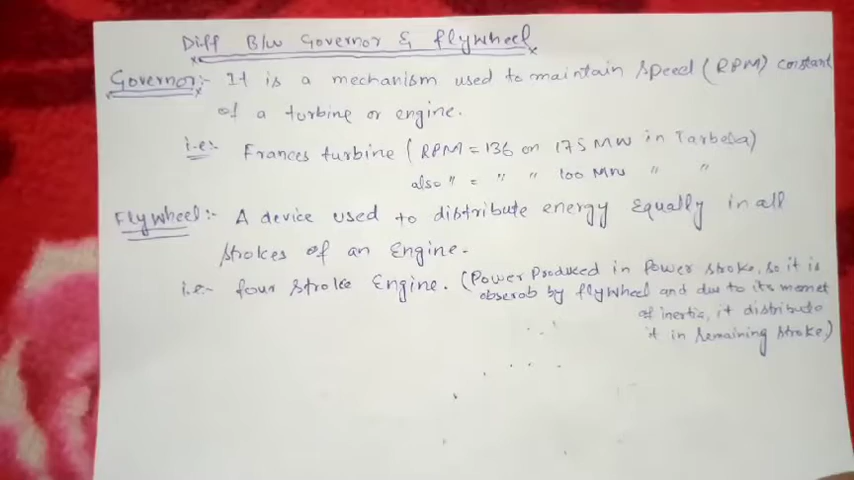 Diff B/w Governor & flywheel
Governor:- It is a mechanism used to maintain speed (RPM) constant
of a turbine or engine.
i.e:- Frances turbine (RPM = 136 on 175 MW in Tarbela)
also " = " " 100 MW " "
Flywheel:- A device used to distribute energy Equally in all
strokes of an Engine.
i.e:- four stroke Engine. (Power Produced in Power stroke, so it is
obserob by flywheel and due to its momet
of inertia, it distribute
it in remaining stroke)